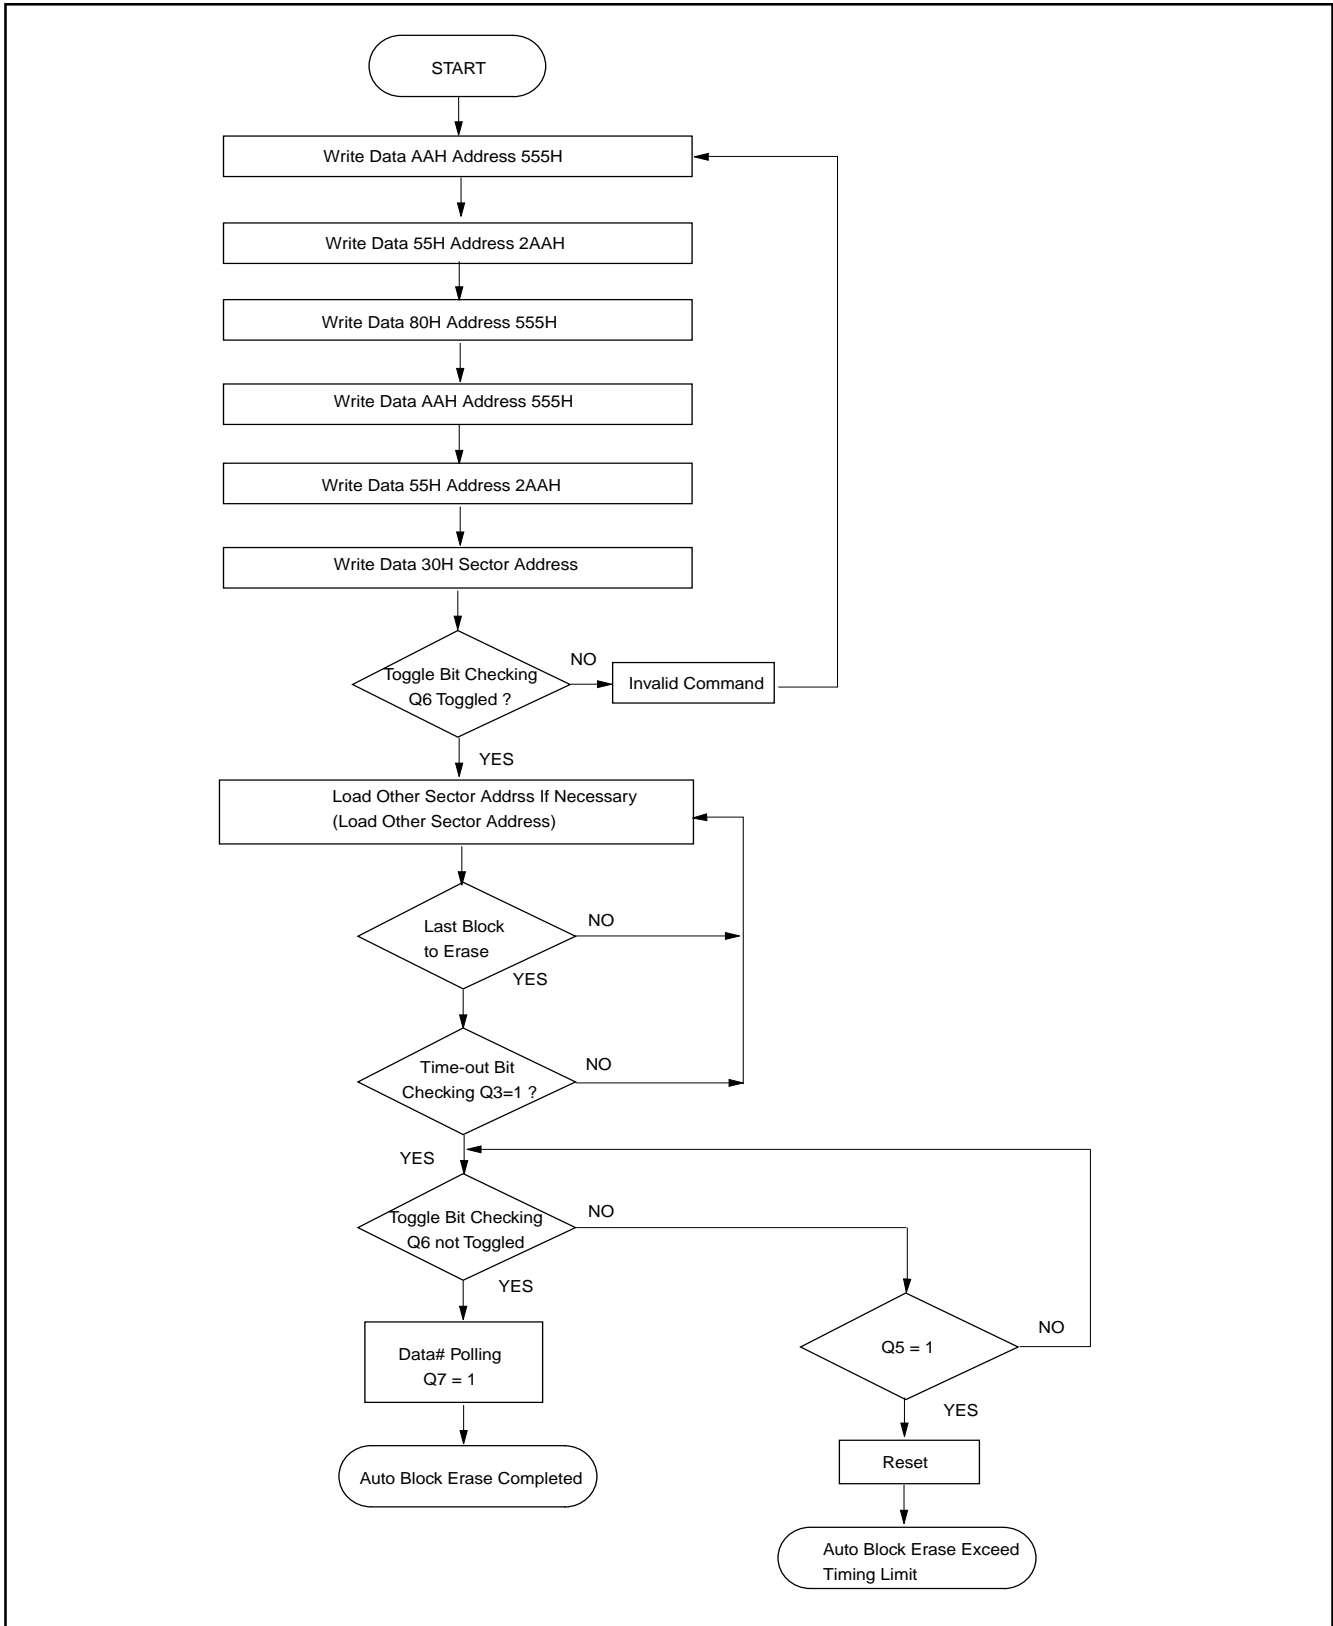 START
Write Data AAH Address 555H
Write Data 55H Address 2AAH
Write Data 80H Address 555H
Write Data AAH Address 555H
Write Data 55H Address 2AAH
Write Data 30H Sector Address
Toggle Bit Checking
Q6 Toggled ?
NO
Invalid Command
YES
Load Other Sector Addrss If Necessary
(Load Other Sector Address)
Last Block
to Erase
NO
YES
Time-out Bit
Checking Q3=1 ?
NO
YES
Toggle Bit Checking
Q6 not Toggled
NO
YES
Q5 = 1
NO
Data# Polling
Q7 = 1
YES
Reset
Auto Block Erase Completed
Auto Block Erase Exceed
Timing Limit